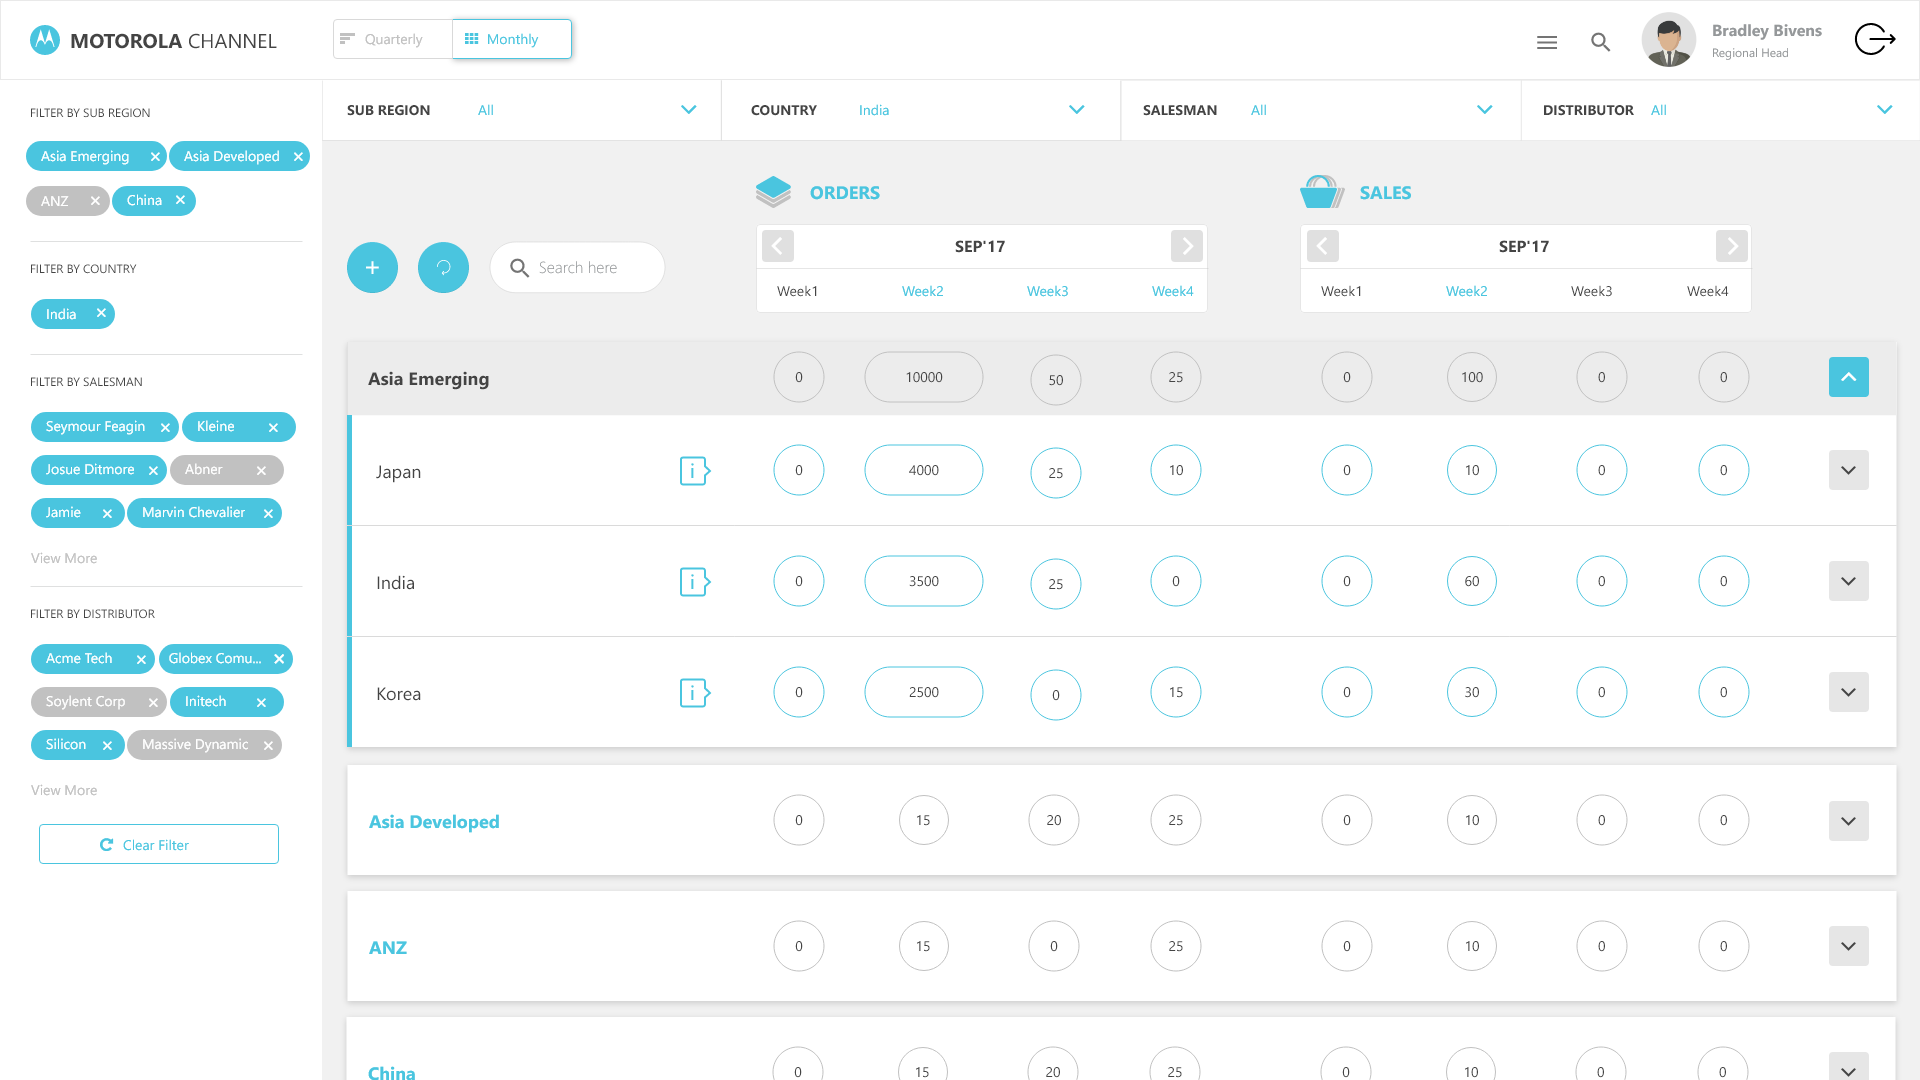 MOTOROLA CHANNEL
Quarterly
Monthly
Bradley Bivens
Regional Head
FILTER BY SUB REGION
Asia Emerging
Asia Developed
ANZ
China
FILTER BY COUNTRY
India
FILTER BY SALESMAN
Seymour Feagin
Kleine
Josue Ditmore
Abner
Jamie
Marvin Chevalier
View More
FILTER BY DISTRIBUTOR
Acme Tech
Globex Comu...
Soylent Corp
Initech
Silicon
Massive Dynamic
View More
Clear Filter
SUB REGION All
COUNTRY India
SALESMAN All
DISTRIBUTOR All
Search here
ORDERS
SEP'17
Week1 Week2 Week3 Week4
SALES
SEP'17
Week1 Week2 Week3 Week4
Asia Emerging 0 10000 50 25 0 100 0 0
Japan i 0 4000 25 10 0 10 0 0
India i 0 3500 25 0 0 60 0 0
Korea i 0 2500 0 15 0 30 0 0
Asia Developed 0 15 20 25 0 10 0 0
ANZ 0 15 0 25 0 10 0 0
China 0 15 20 25 0 10 0 0